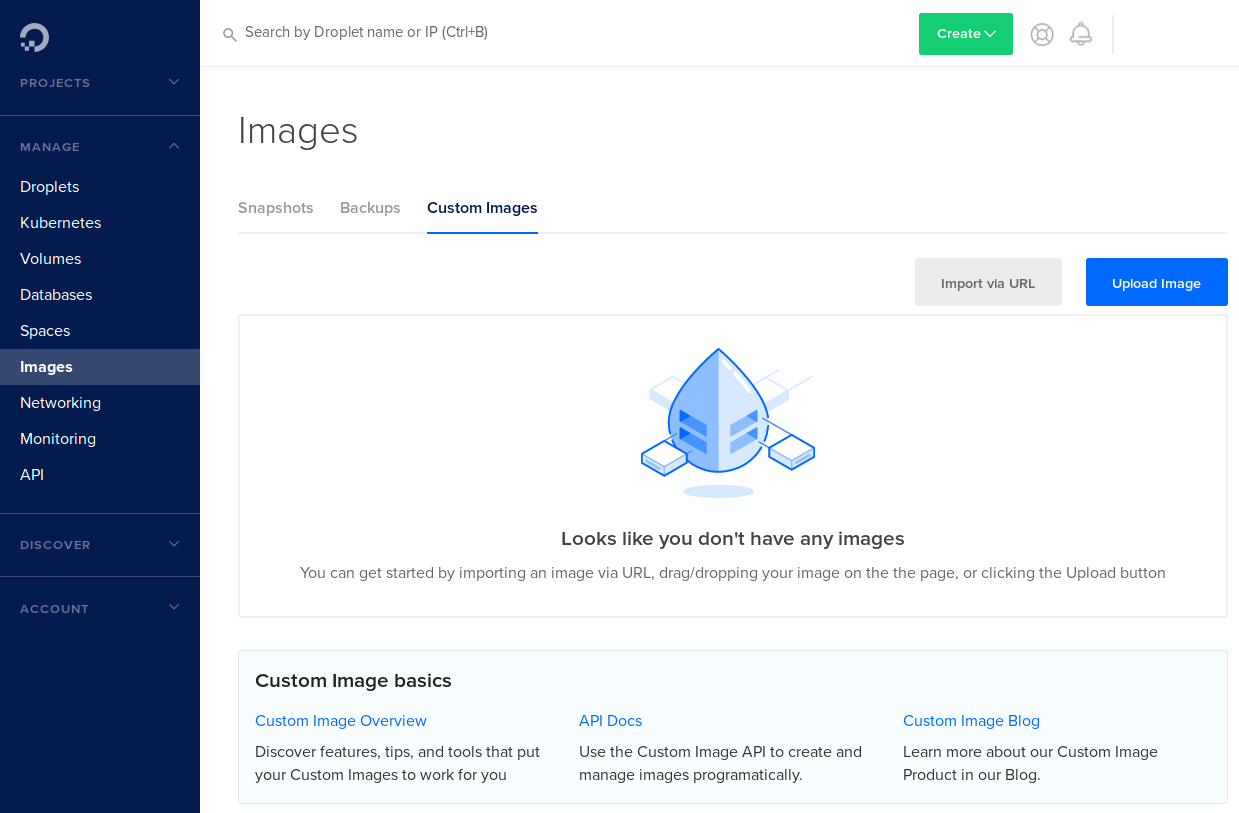 Search by Droplet name or IP (Ctrl+B)
Create
PROJECTS
MANAGE
Droplets
Kubernetes
Volumes
Databases
Spaces
Images
Networking
Monitoring
API
DISCOVER
ACCOUNT
Images
Snapshots Backups Custom Images
Import via URL Upload Image
Looks like you don't have any images
You can get started by importing an image via URL, drag/dropping your image on the the page, or clicking the Upload button
Custom Image basics
Custom Image Overview
Discover features, tips, and tools that put
your Custom Images to work for you
API Docs
Use the Custom Image API to create and
manage images programatically.
Custom Image Blog
Learn more about our Custom Image
Product in our Blog.